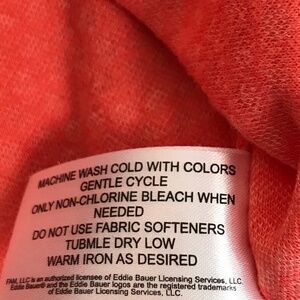 MACHINE WASH COLD WITH COLORS
GENTLE CYCLE
ONLY NON-CHLORINE BLEACH WHEN
NEEDED
DO NOT USE FABRIC SOFTENERS
TUBMLE DRY LOW
WARM IRON AS DESIRED
FAM, LLC is an authorized licensee of Eddie Bauer Licensing Services, LLC.
Eddie Bauer® and the Eddie Bauer logos are the registered trademarks
of Eddie Bauer Licensing Services, LLC.